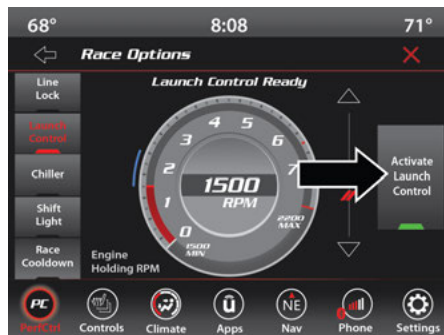 68°
8:08
71°
Race Options
Line
Lock
Launch
Control
Chiller
Shift
Light
Race
Cooldown
Launch Control Ready
0
1
2
3
4
5
6
7
1500
RPM
1500
MIN
2200
MAX
Engine
Holding RPM
Activate
Launch
Control
PC
PerfCtrl
Controls
Climate
û
Apps
NE
Nav
Phone
Settings